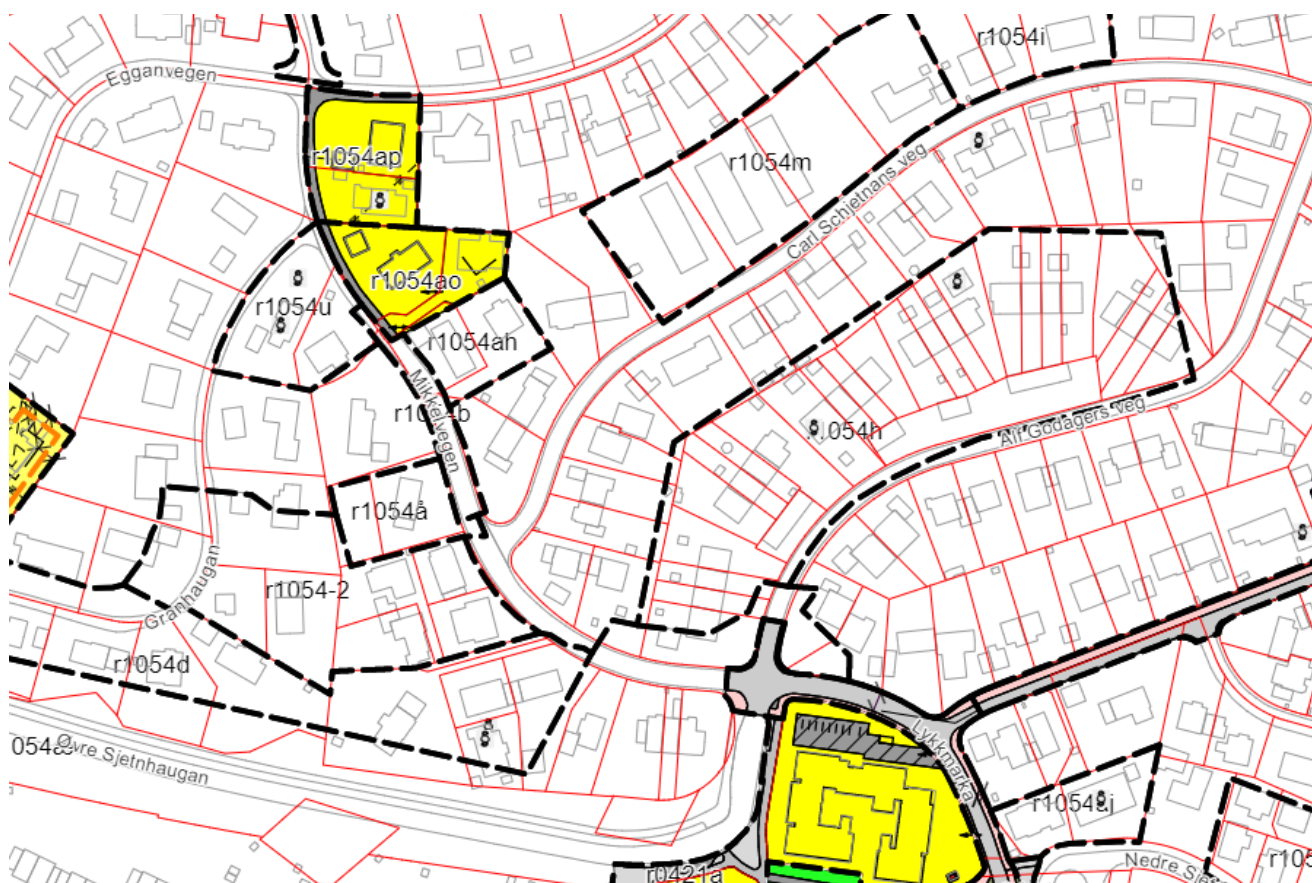 r1054i
Egganvegen
r1054ap
r1054m
Carl Schjetnans veg
r1054ao
r1054u
r1054ah
Mikkelvegen
Alf Godagers veg
r1054å
r1054-2
Granhaugan
r1054d
Øvre Sjetnhaugan
Lykkmarka
r1054aj
r0421a